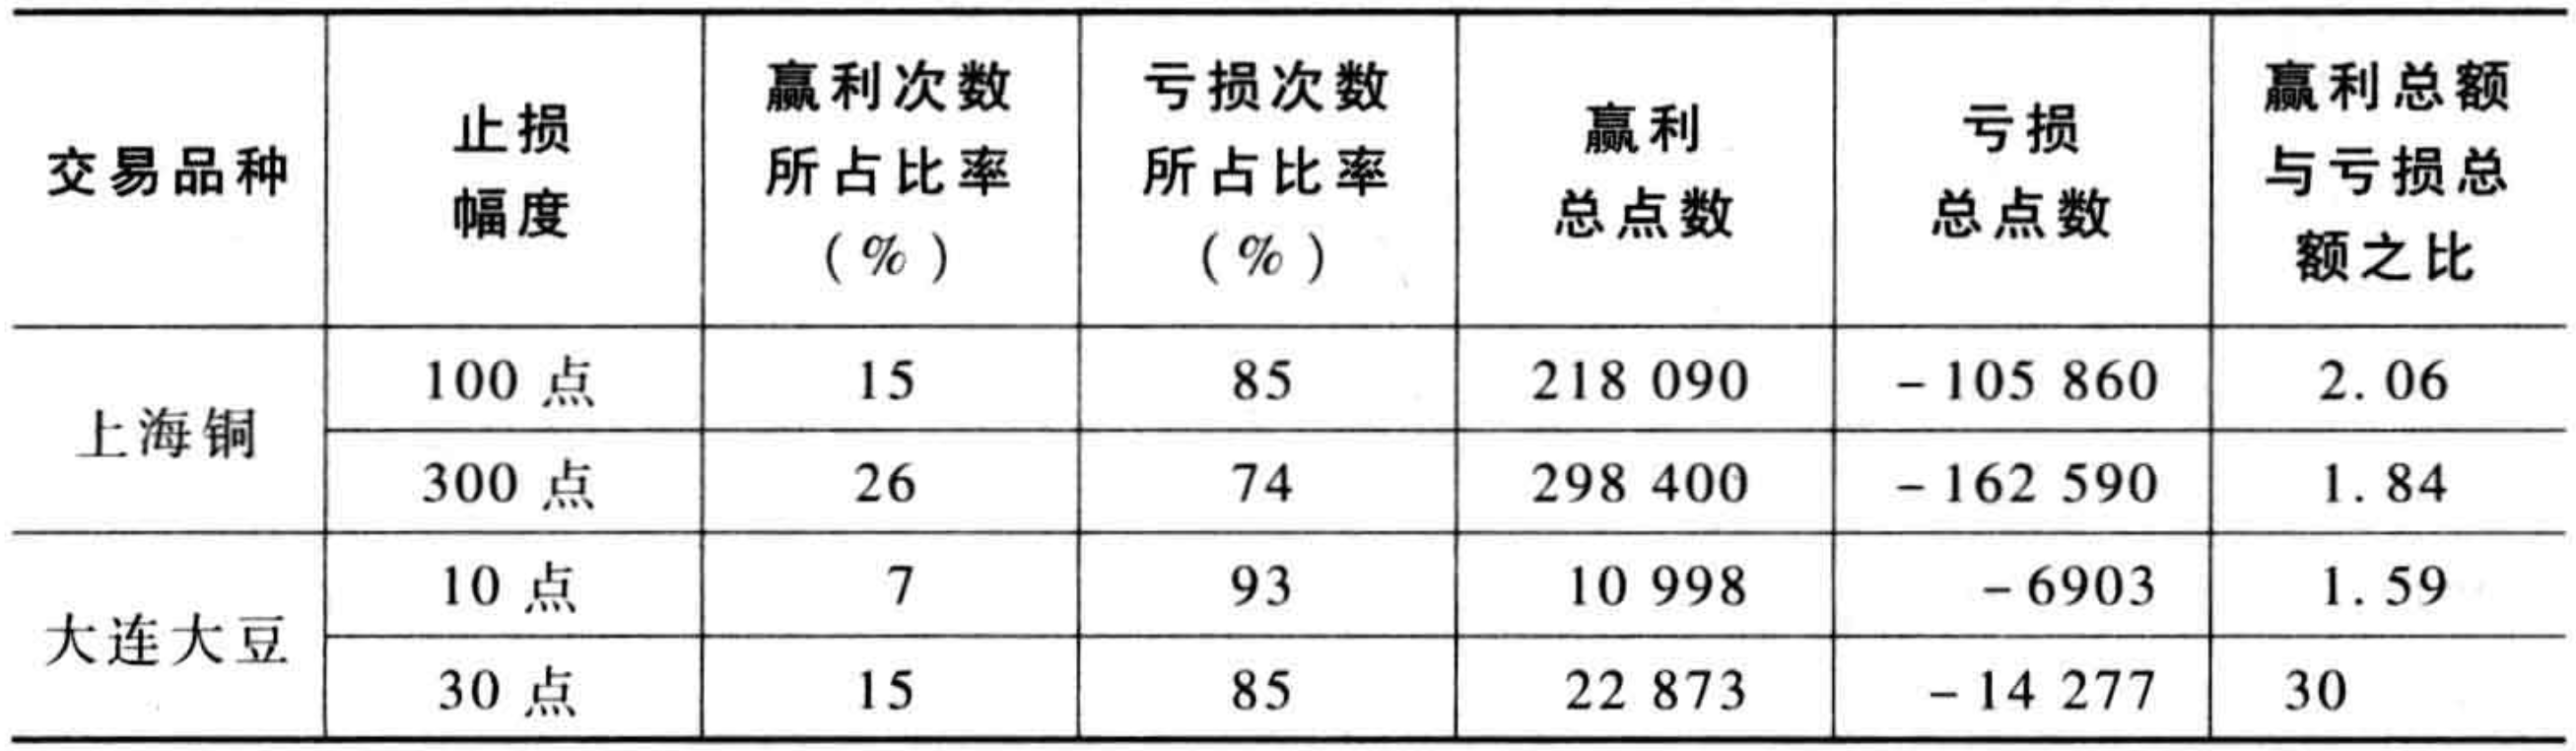 交易品种 止损幅度 赢利次数所占比率(%) 亏损次数所占比率(%) 赢利总点数 亏损总点数 赢利总额与亏损总额之比
上海铜 100 点 15 85 218 090 -105 860 2.06
300 点 26 74 298 400 -162 590 1.84
大连大豆 10 点 7 93 10 998 -6903 1.59
30 点 15 85 22 873 -14 277 30